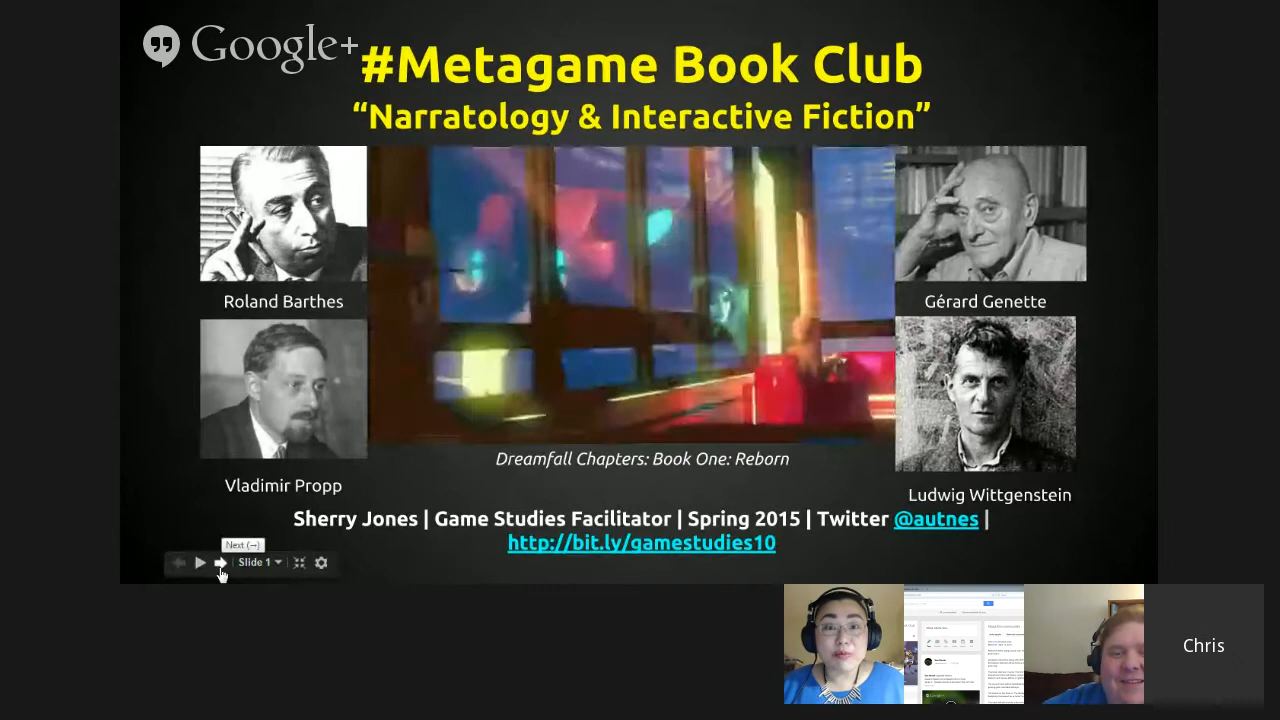 Google+
#Metagame Book Club
“Narratology & Interactive Fiction”
Roland Barthes
Gérard Genette
Vladimir Propp
Ludwig Wittgenstein
Dreamfall Chapters: Book One: Reborn
Sherry Jones | Game Studies Facilitator | Spring 2015 | Twitter @autnes |
http://bit.ly/gamestudies10
Next (→)
Slide 1
Chris
Google+